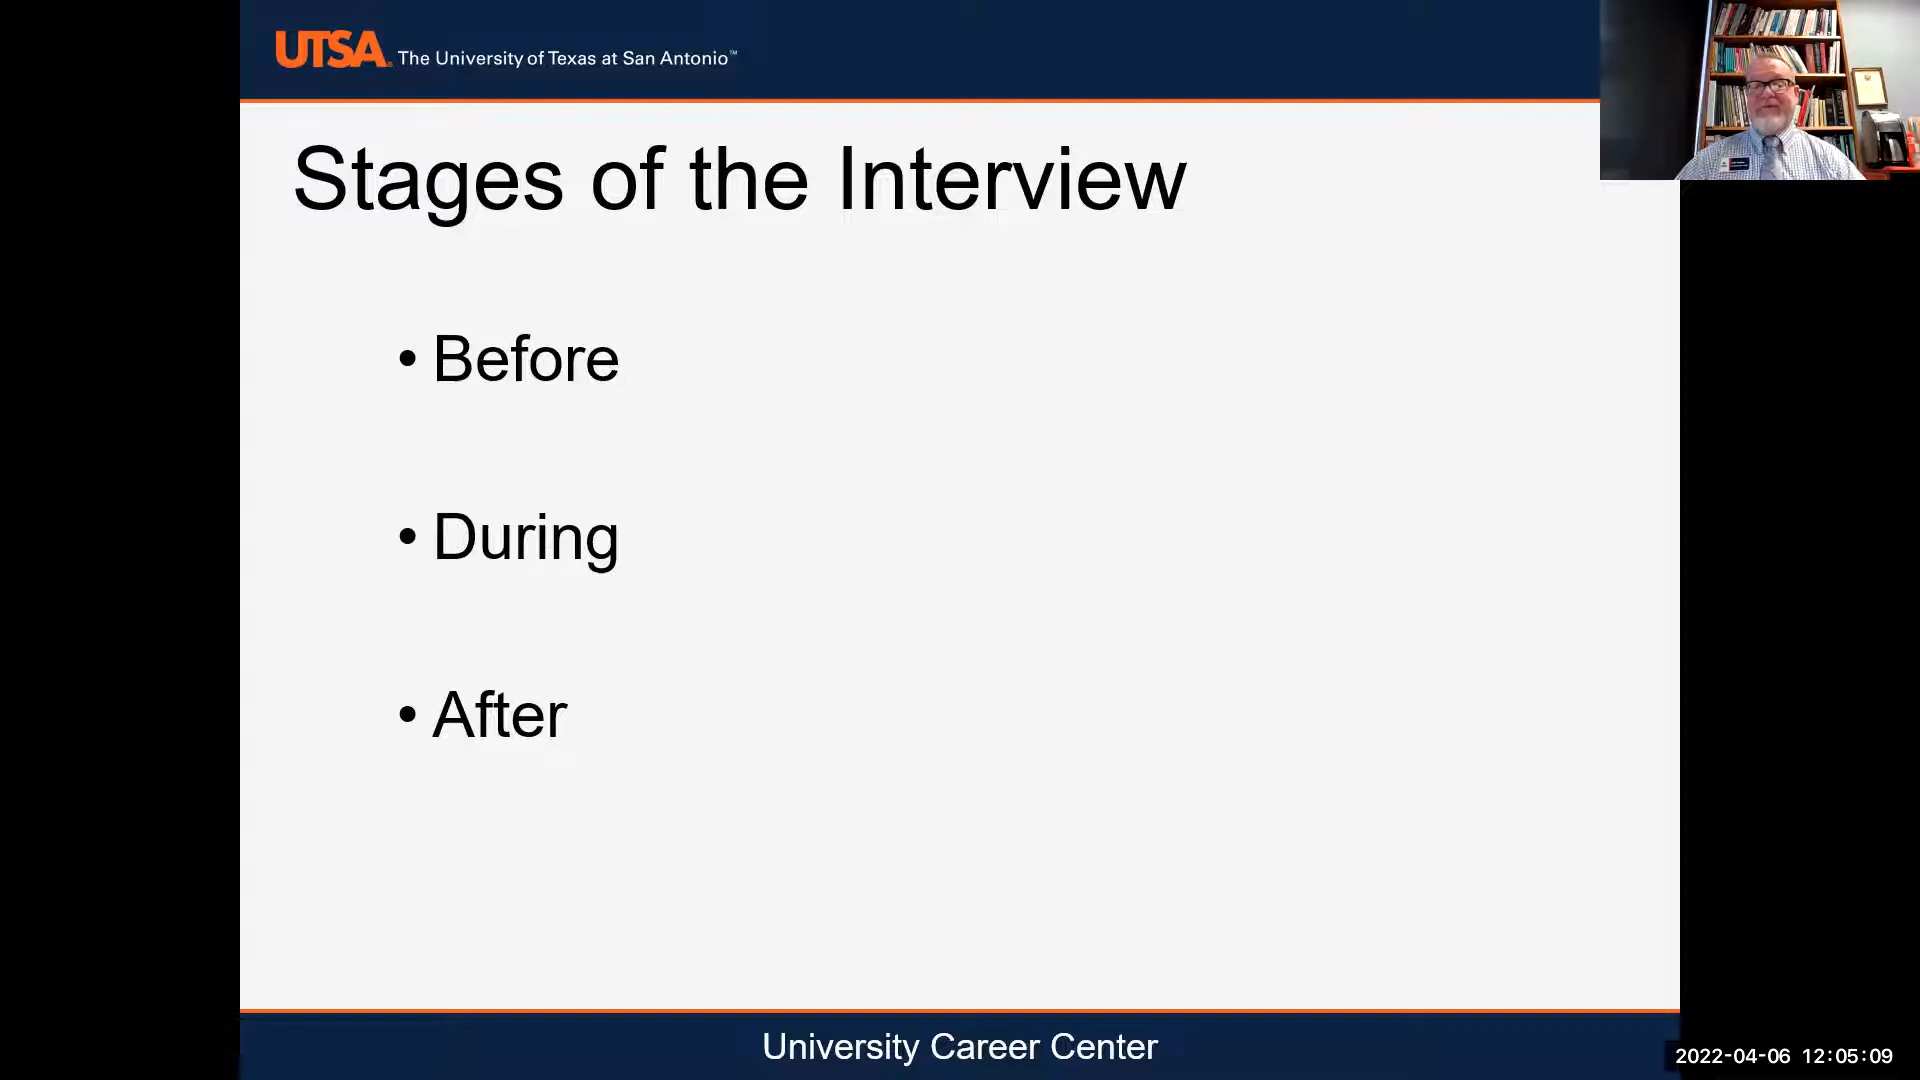 UTSA. The University of Texas at San Antonio™
Stages of the Interview
• Before
• During
• After
University Career Center
2022-04-06 12:05:09